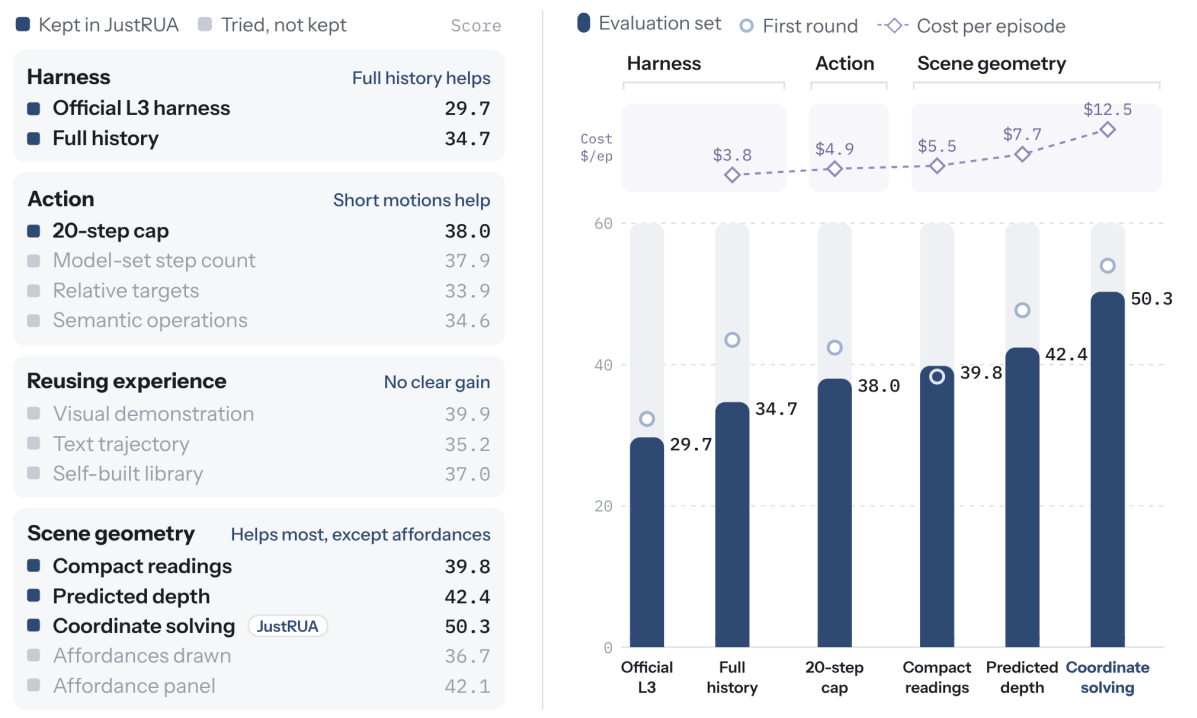 Kept in JustRUA Tried, not kept Score
Harness Full history helps
Official L3 harness 29.7
Full history 34.7
Action Short motions help
20-step cap 38.0
Model-set step count 37.9
Relative targets 33.9
Semantic operations 34.6
Reusing experience No clear gain
Visual demonstration 39.9
Text trajectory 35.2
Self-built library 37.0
Scene geometry Helps most, except affordances
Compact readings 39.8
Predicted depth 42.4
Coordinate solving JustRUA 50.3
Affordances drawn 36.7
Affordance panel 42.1
Evaluation set First round Cost per episode
Harness Action Scene geometry
Cost
$/ep
$3.8 $4.9 $5.5 $7.7 $12.5
60
40
20
0
29.7 34.7 38.0 39.8 42.4 50.3
Official
L3
Full
history
20-step
cap
Compact
readings
Predicted
depth
Coordinate
solving